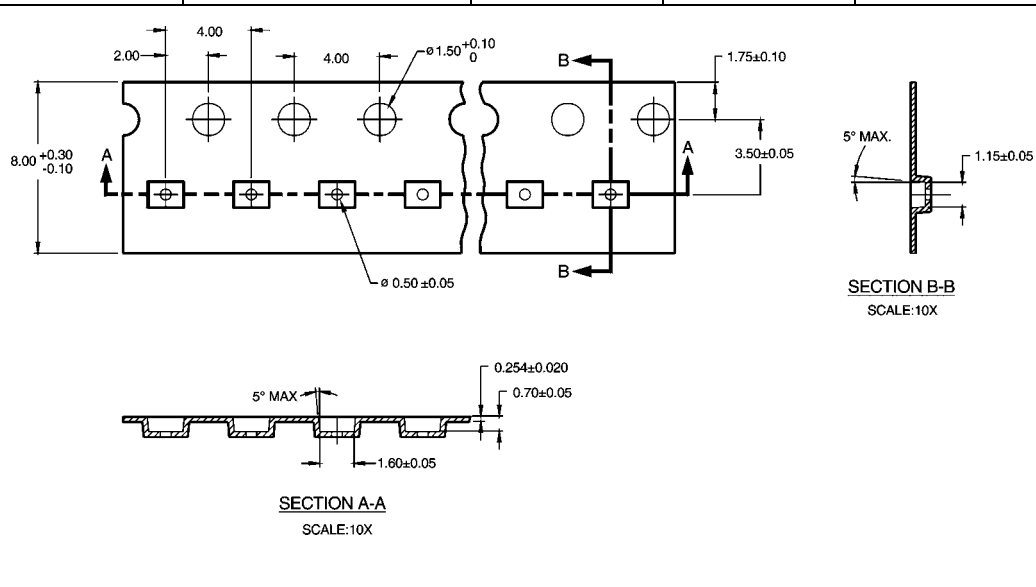 4.00
2.00
4.00
ø1.50 +0.10
0
B
1.75±0.10
8.00 +0.30
-0.10
A
A
3.50±0.05
5° MAX.
1.15±0.05
B
ø 0.50 ±0.05
SECTION B-B
SCALE:10X
0.254±0.020
0.70±0.05
5° MAX
1.60±0.05
SECTION A-A
SCALE:10X